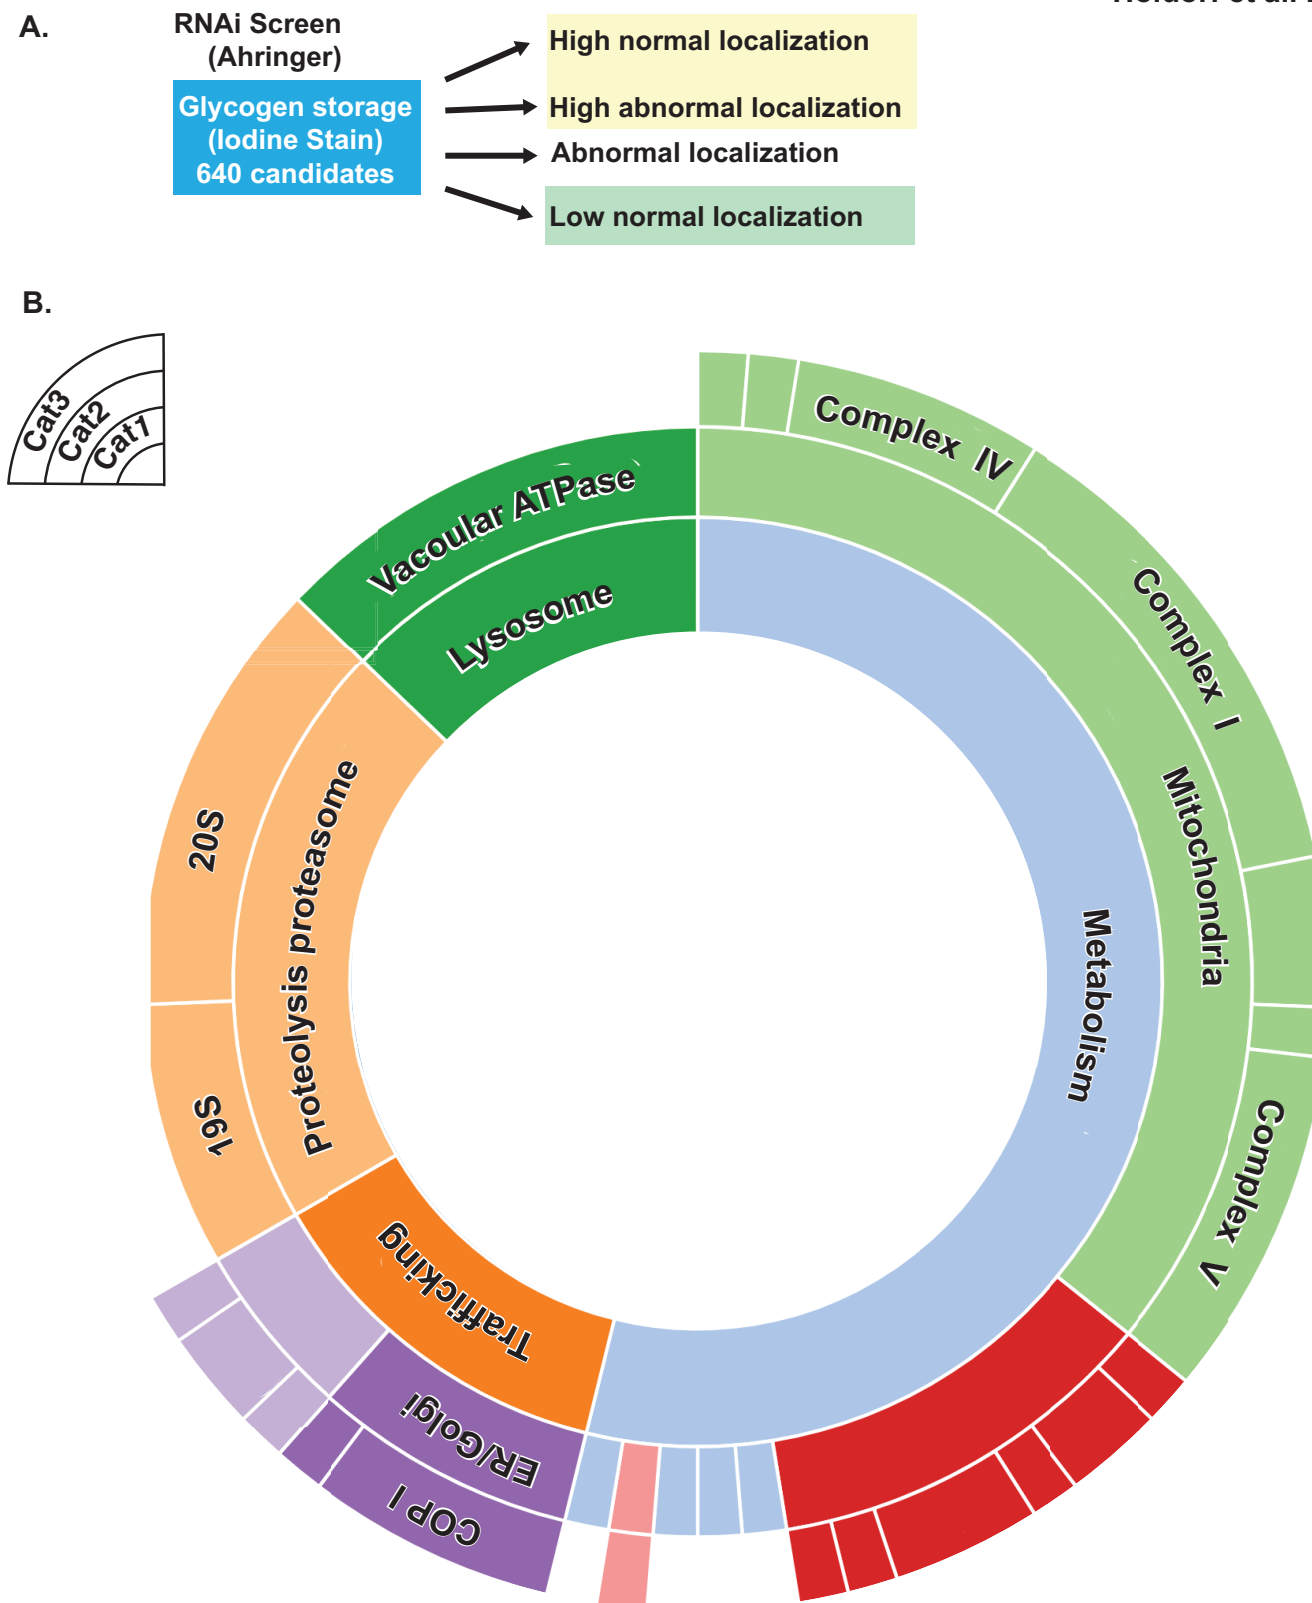 A.
RNAi Screen
(Ahringer)
Glycogen storage
(Iodine Stain)
640 candidates
High normal localization
High abnormal localization
Abnormal localization
Low normal localization
B.
Cat3
Cat2
Cat1
Vacoular ATPase
Lysosome
Complex IV
Complex I
Mitochondria
Metabolism
Complex V
20S
Proteolysis proteasome
19S
Trafficking
ER/Golgi
COP I